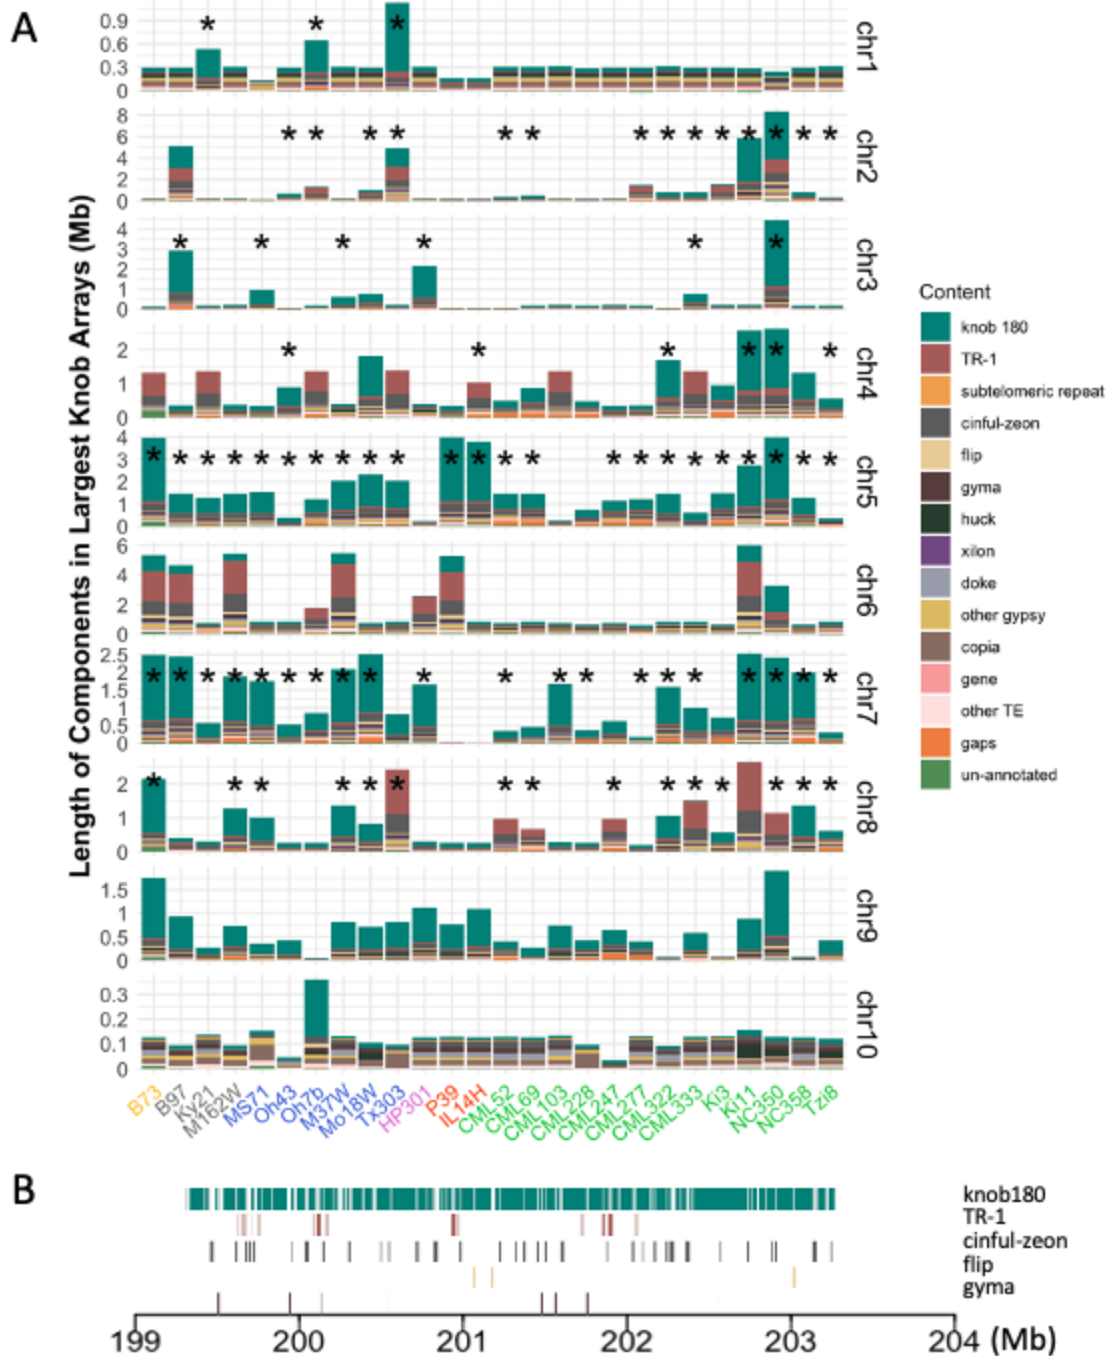 A
Length of Components in Largest Knob Arrays (Mb)
0.9
0.6
0.3
0
* * *
chr1
8
6
4
2
0
* * * * * * * * * * * * *
chr2
4
3
2
1
0
* * * * * *
chr3
2
1
0
* * * * * *
chr4
4
3
2
1
0
* * * * * * * * * * * * * * * * * * * * * * *
chr5
6
4
2
0
chr6
2.5
2
1.5
1
0.5
0
* * * * * * * * * * * * * * * * * * * * *
chr7
2
1
0
* * * * * * * * * * * * * * *
chr8
1.5
1
0.5
0
chr9
0.3
0.2
0.1
0
chr10
B73
B97
Ky21
M162W
MS71
Oh43
Oh7b
M37W
Mo18W
Tx303
HP301
P39
IL14H
CML52
CML69
CML103
CML228
CML247
CML277
CML322
CML333
Ki3
Ki11
NC350
NC358
Tzi8
Content
knob 180
TR-1
subtelomeric repeat
cinful-zeon
flip
gyma
huck
xilon
doke
other gypsy
copia
gene
other TE
gaps
un-annotated
B
knob180
TR-1
cinful-zeon
flip
gyma
199 200 201 202 203 204 (Mb)